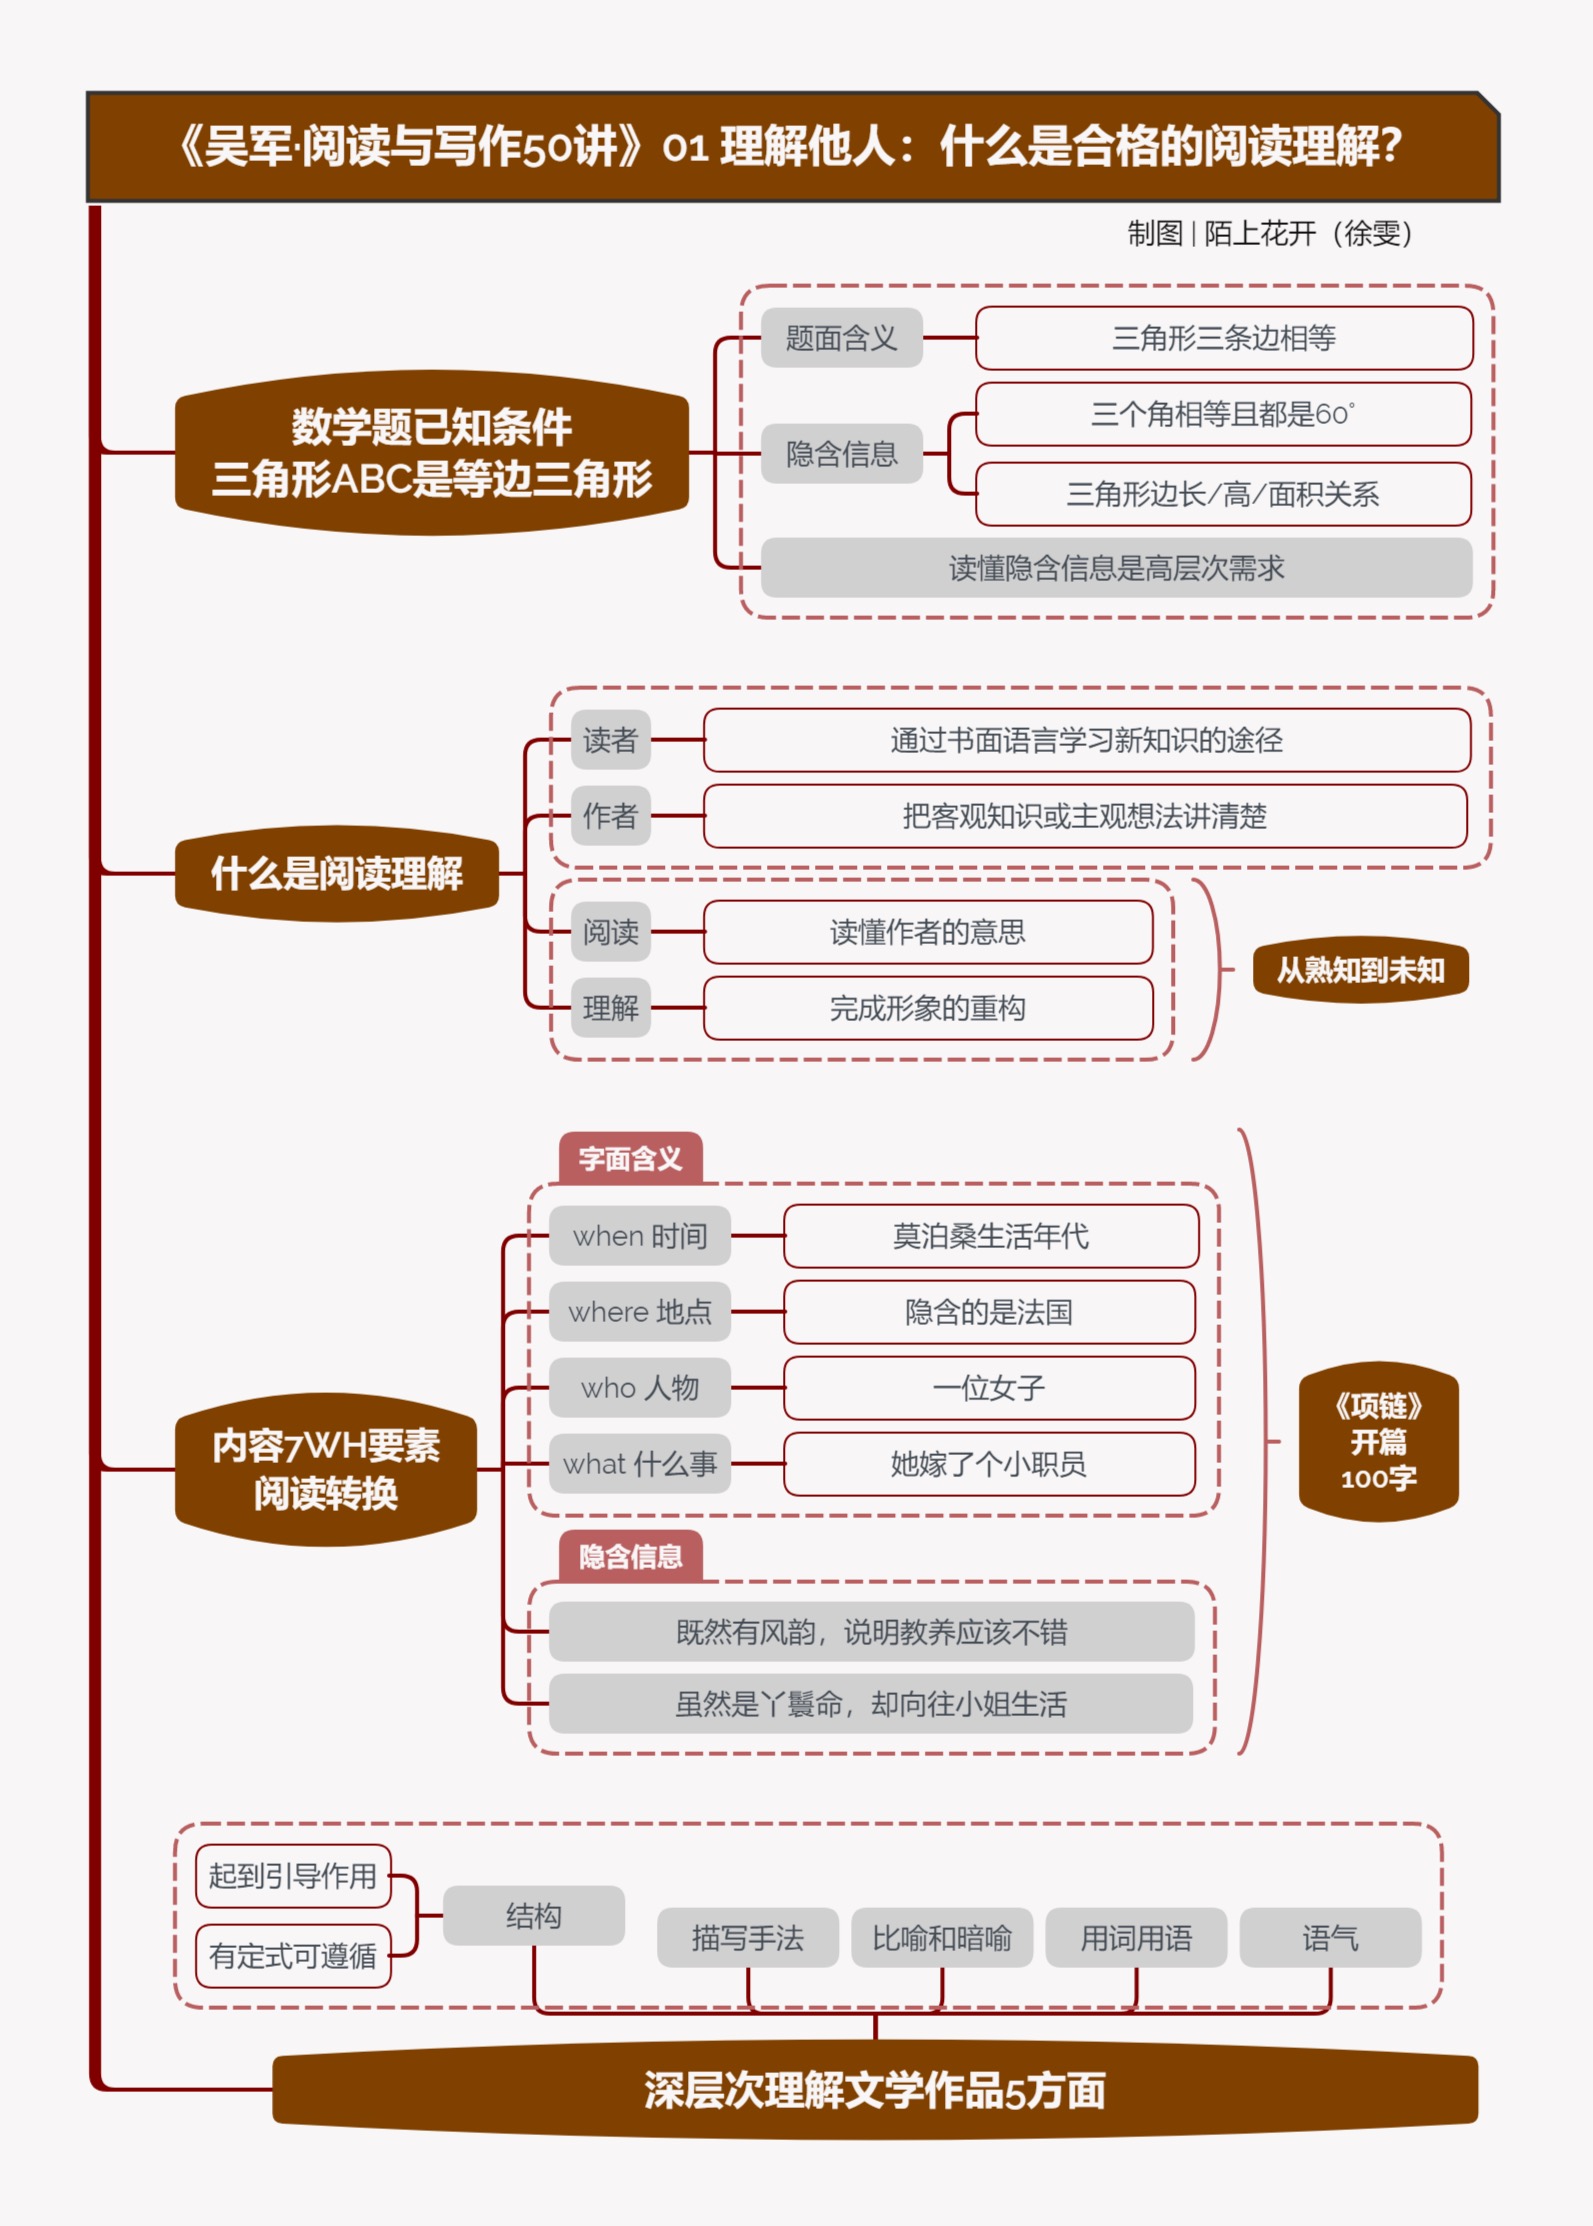 《吴军·阅读与写作50讲》01 理解他人：什么是合格的阅读理解？
制图 | 陌上花开（徐雯）
数学题已知条件
三角形ABC是等边三角形
题面含义
三角形三条边相等
隐含信息
三个角相等且都是60°
三角形边长/高/面积关系
读懂隐含信息是高层次需求
什么是阅读理解
读者
通过书面语言学习新知识的途径
作者
把客观知识或主观想法讲清楚
阅读
读懂作者的意思
理解
完成形象的重构
从熟知到未知
内容7WH要素
阅读转换
字面含义
when 时间
莫泊桑生活年代
where 地点
隐含的是法国
who 人物
一位女子
what 什么事
她嫁了个小职员
隐含信息
既然有风韵，说明教养应该不错
虽然是丫鬟命，却向往小姐生活
《项链》
开篇
100字
起到引导作用
有定式可遵循
结构
描写手法
比喻和暗喻
用词用语
语气
深层次理解文学作品5方面